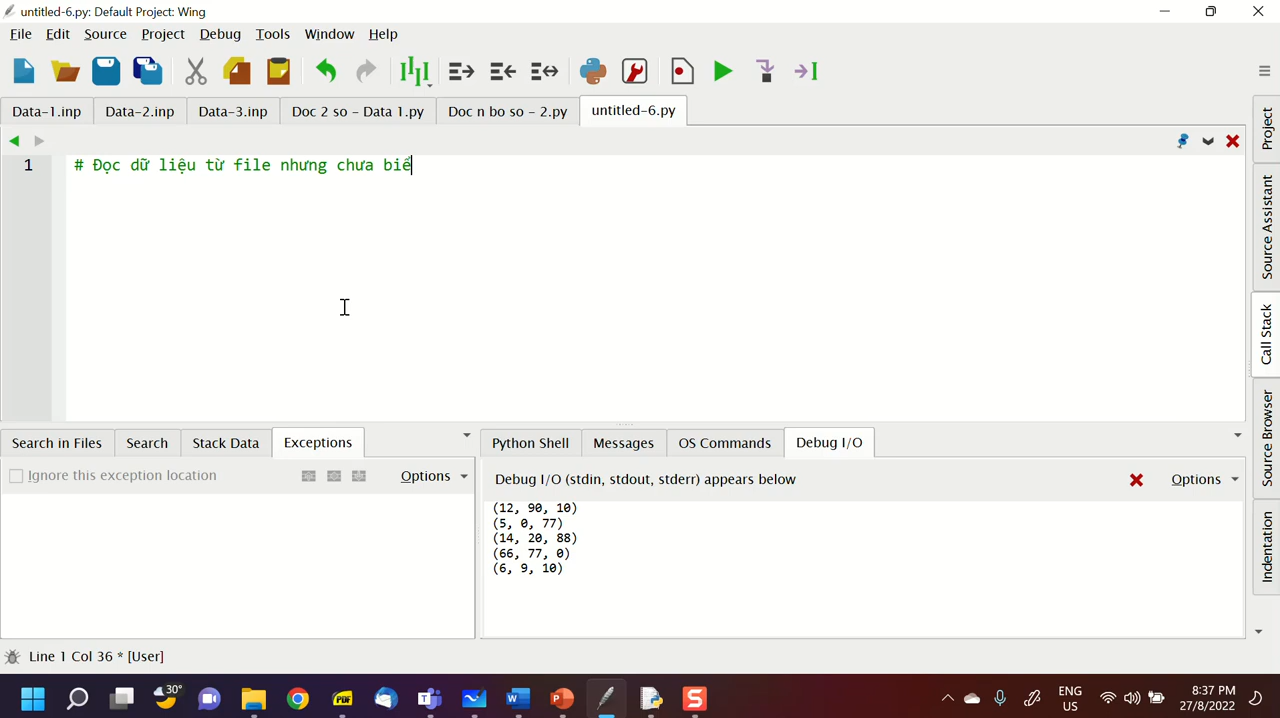 untitled-6.py: Default Project: Wing
File Edit Source Project Debug Tools Window Help
Data-1.inp Data-2.inp Data-3.inp Doc 2 so - Data 1.py Doc n bo so - 2.py untitled-6.py
1 # Đọc dữ liệu từ file nhưng chưa biế
Project
Source Assistant
Call Stack
Source Browser
Indentation
Search in Files Search Stack Data Exceptions
Ignore this exception location Options
Python Shell Messages OS Commands Debug I/O
Debug I/O (stdin, stdout, stderr) appears below Options
(12, 90, 10)
(5, 0, 77)
(14, 20, 88)
(66, 77, 0)
(6, 9, 10)
Line 1 Col 36 * [User]
30°
PDF
ENG
US
8:37 PM
27/8/2022